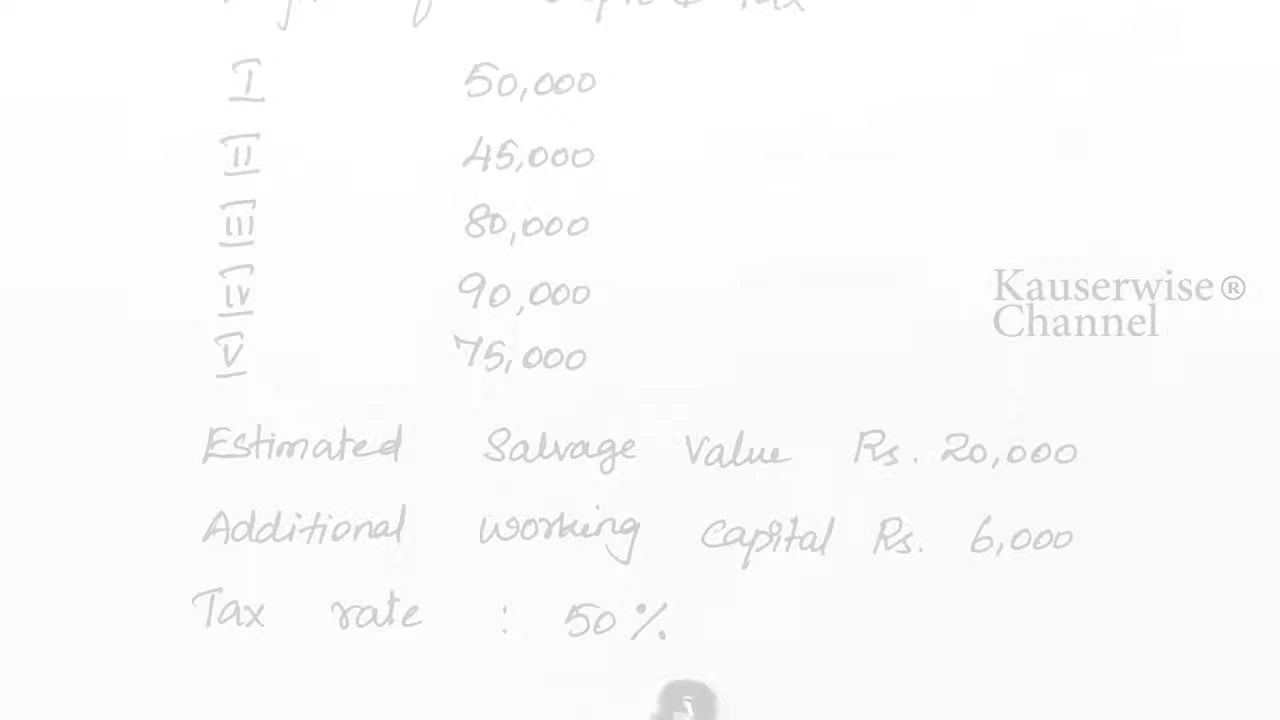 Tax
I 50,000
II 45,000
III 80,000
IV 90,000
V 75,000
Kauserwise®
Channel
Estimated Salvage Value Rs. 20,000
Additional working capital Rs. 6,000
Tax rate : 50%